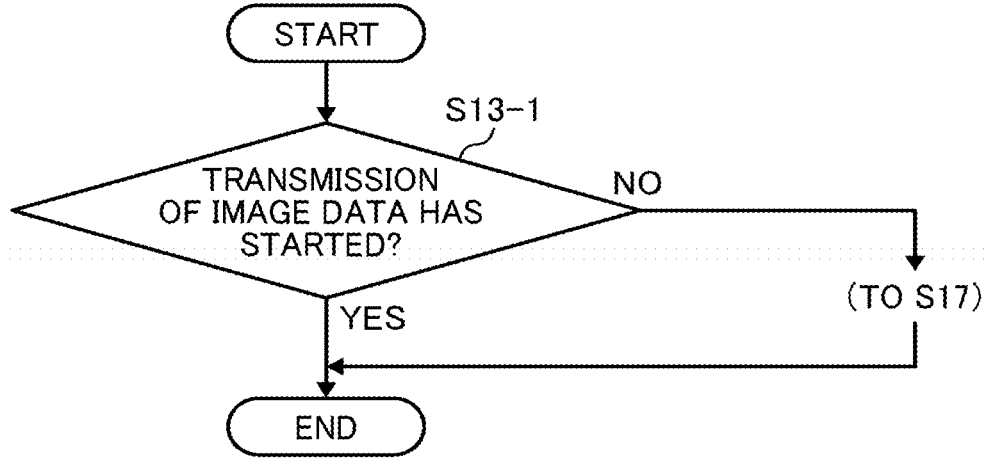 START
S13-1
TRANSMISSION
OF IMAGE DATA HAS
STARTED?
NO
(TO S17)
YES
END